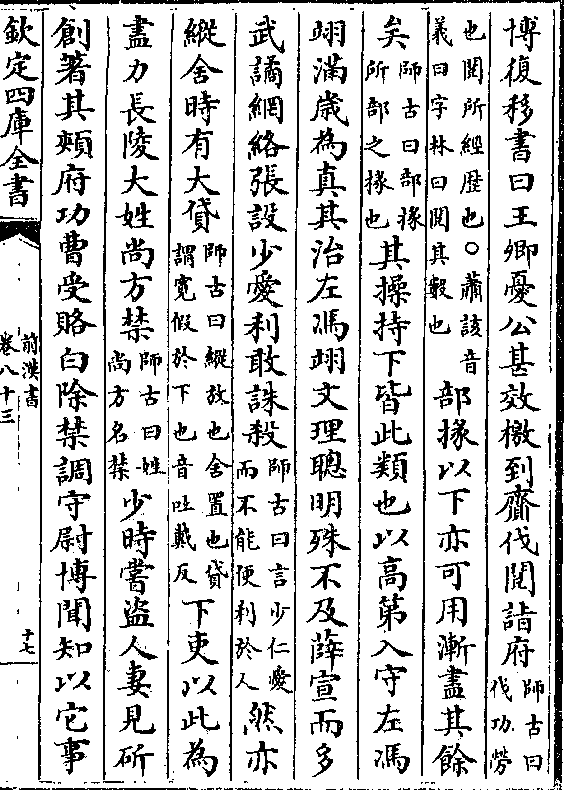 博復移書曰王卿憂公甚效檄到齎伐閱詣府師古曰伐功勞
也閱所經歷也○蕭該音義曰字林曰閱其數也部掾以下亦可用漸盡其餘
矣師古曰部掾所部之掾也其操持下皆此類也以高第入守左馮
翊滿歲為真其治左馮翊文理聰明殊不及薛宣而多
武譎網絡張設少愛利敢誅殺師古曰言少仁愛而不能便利於人然亦
縱舍時有大貸師古曰縱放也舍置也貸謂寬假於下也音吐戴反下吏以此為
盡力長陵大姓尚方禁師古曰姓尚方名禁少時嘗盜人妻見斫
創著其頰府功曹受賂白除禁調守尉博聞知以它事
欽定四庫全書
前漢書
卷八十三
十七